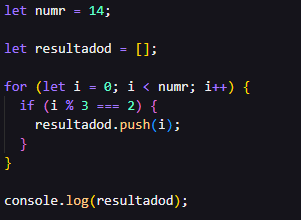 let numr = 14;
let resultadod = [];
for (let i = 0; i < numr; i++) {
if (i % 3 === 2) {
resultadod.push(i);
}
}
console.log(resultadod);